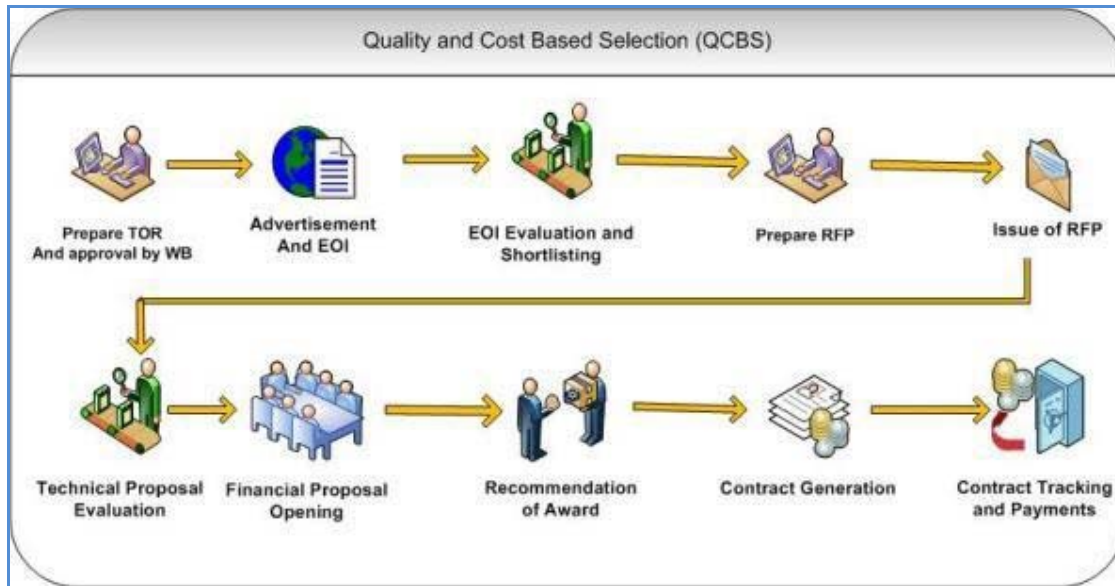 Quality and Cost Based Selection (QCBS)
Prepare TOR
And approval by WB
Advertisement
And EOI
EOI Evaluation and
Shortlisting
Prepare RFP
Issue of RFP
Technical Proposal
Evaluation
Financial Proposal
Opening
Recommendation
of Award
Contract Generation
Contract Tracking
and Payments